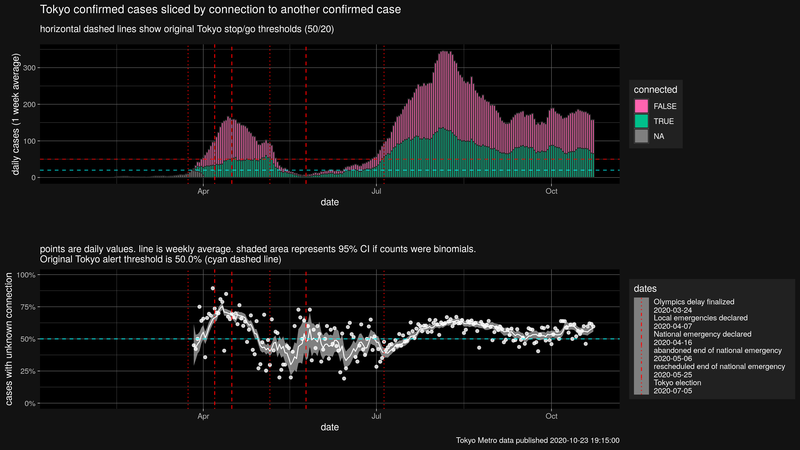 Tokyo confirmed cases sliced by connection to another confirmed case
horizontal dashed lines show original Tokyo stop/go thresholds (50/20)
daily cases (1 week average)
300
200
100
0
Apr
Jul
Oct
date
connected
FALSE
TRUE
NA
points are daily values. line is weekly average. shaded area represents 95% CI if counts were binomials.
Original Tokyo alert threshold is 50.0% (cyan dashed line)
cases with unknown connection
100%
75%
50%
25%
0%
Apr
Jul
Oct
date
dates
Olympics delay finalized
2020-03-24
Local emergencies declared
2020-04-07
National emergency declared
2020-04-16
abandoned end of national emergency
2020-05-06
rescheduled end of national emergency
2020-05-25
Tokyo election
2020-07-05
Tokyo Metro data published 2020-10-23 19:15:00